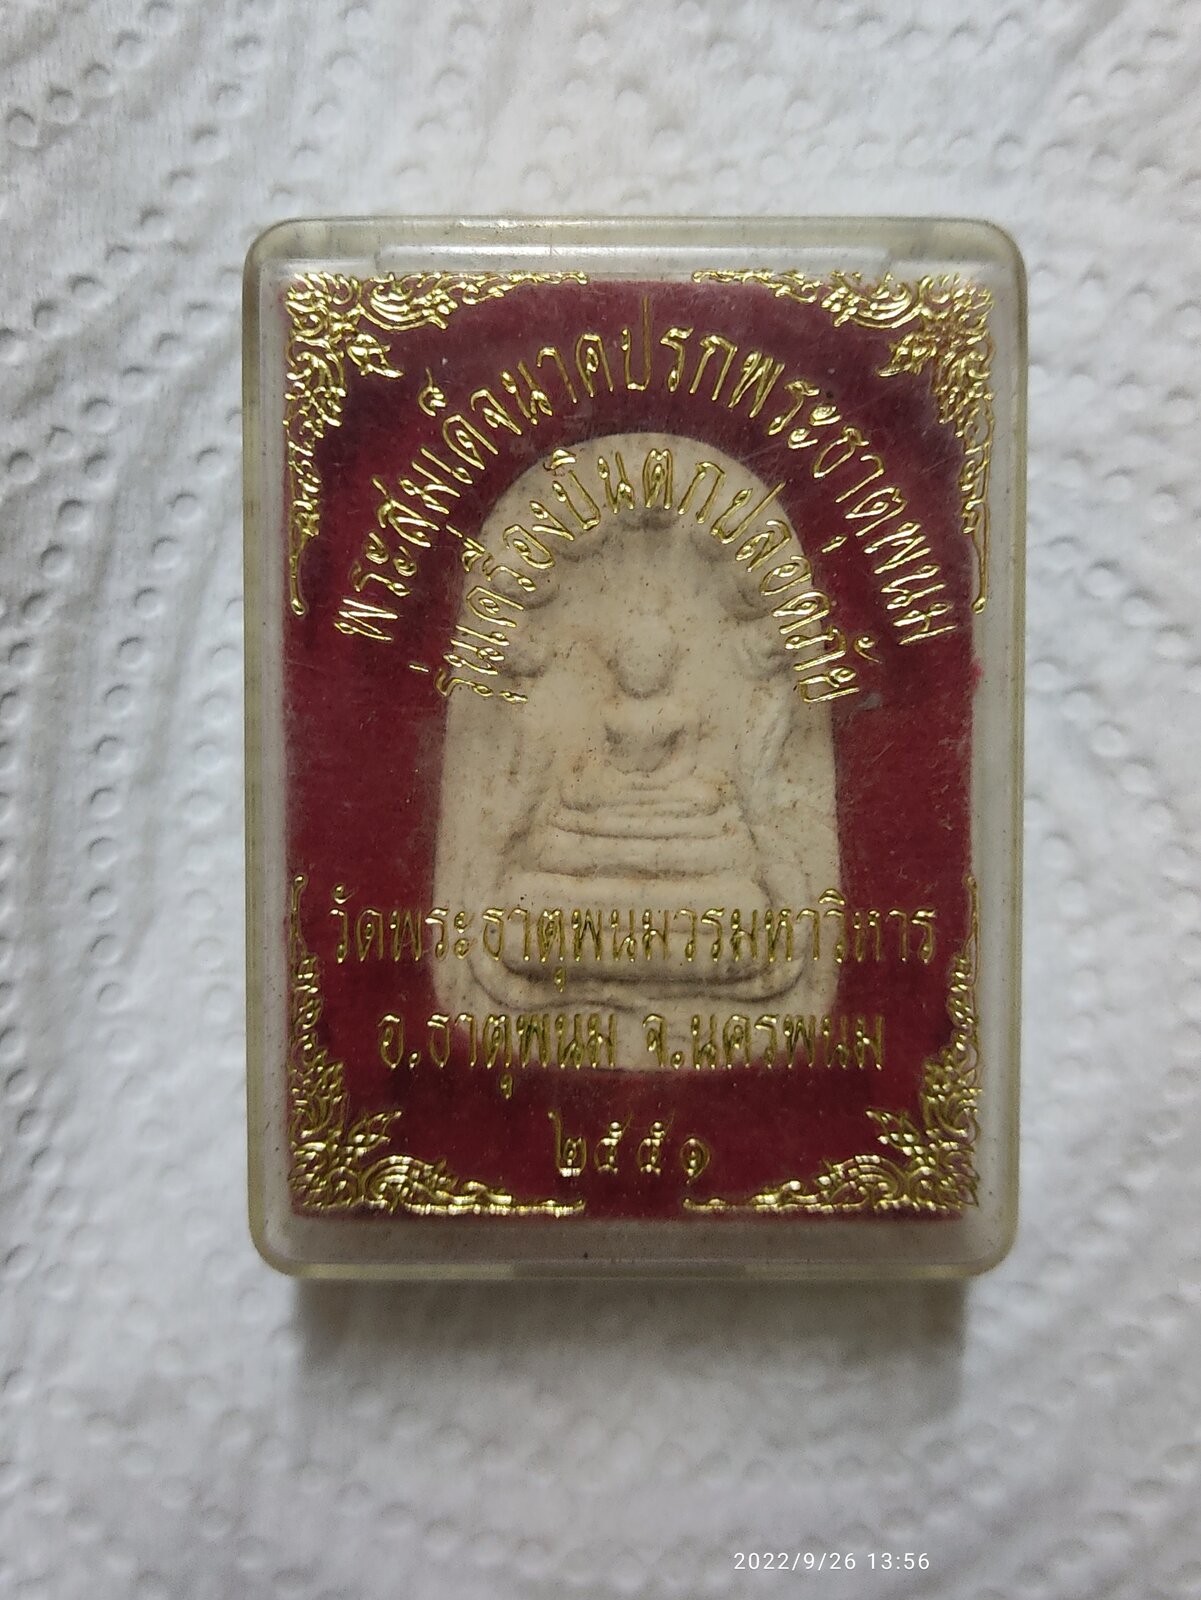 พระสมเด็จนาคปรกพระธาตุพนม
รุ่นเครื่องบินตกปลอดภัย
วัดพระธาตุพนมวรมหาวิหาร
อ.ธาตุพนม จ.นครพนม
๒๕๕๑
2022/9/26 13:56